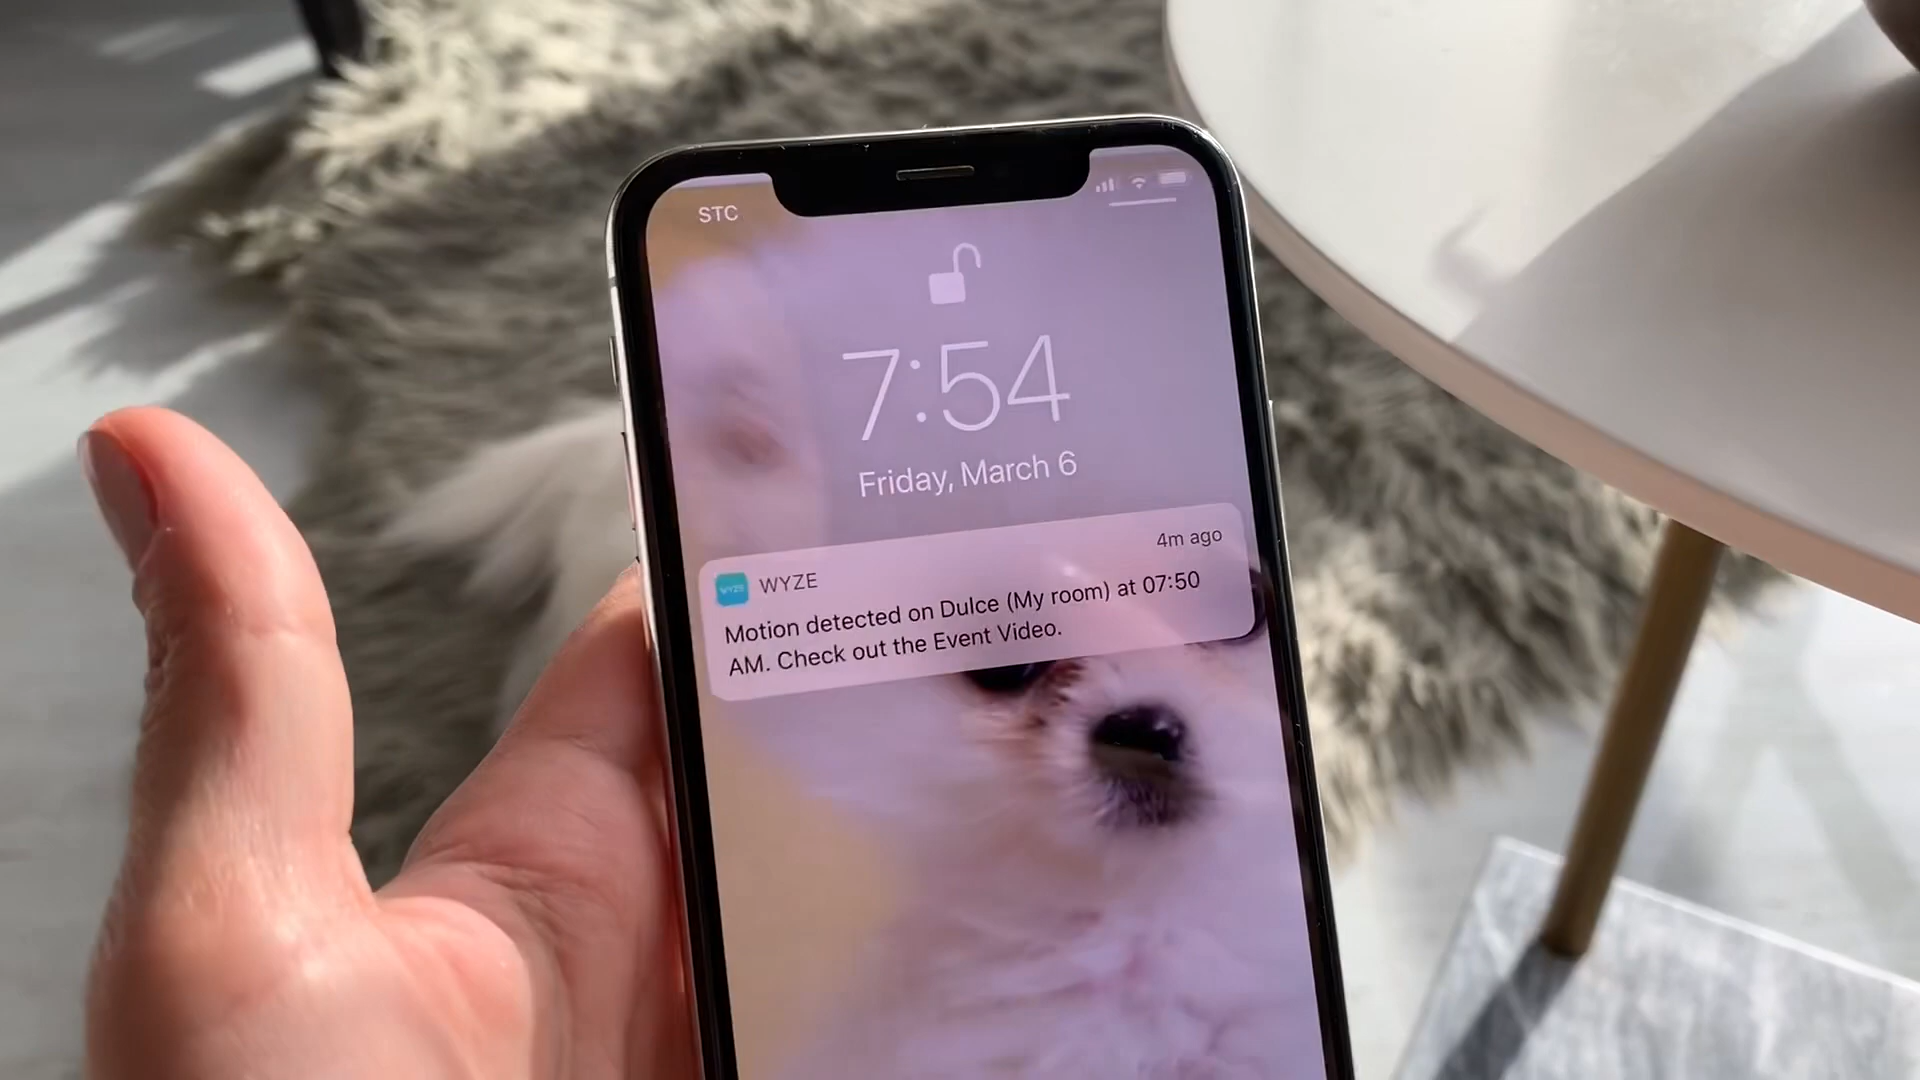 STC
7:54
Friday, March 6
4m ago
WYZE
WYZE
Motion detected on Dulce (My room) at 07:50
AM. Check out the Event Video.